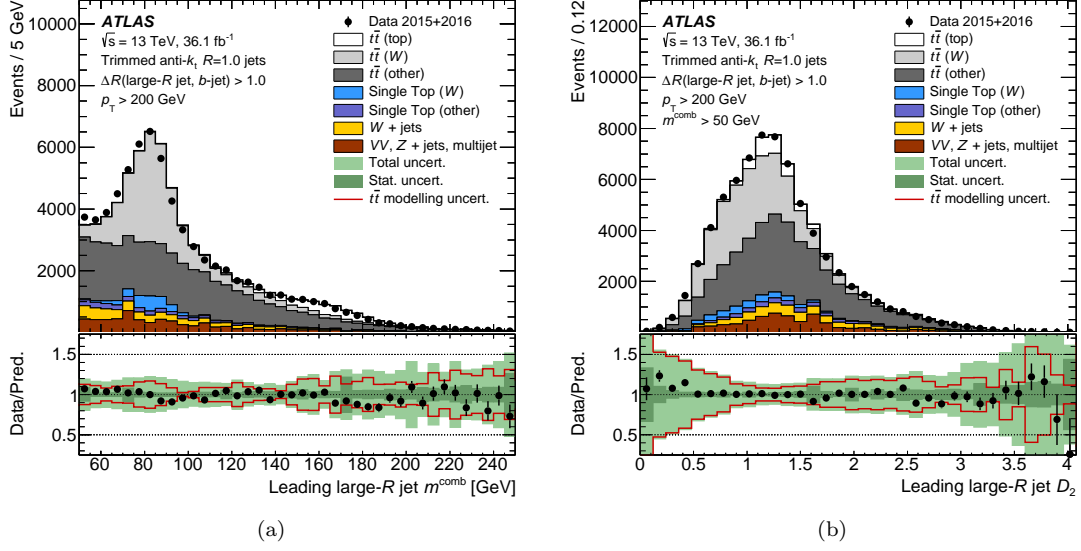 Events / 5 GeV
10000
8000
6000
4000
2000
ATLAS
√s = 13 TeV, 36.1 fb⁻¹
Trimmed anti-kₜ R=1.0 jets
ΔR(large-R jet, b-jet) > 1.0
p_T > 200 GeV
Data 2015+2016
tt̄ (top)
tt̄ (W)
tt̄ (other)
Single Top (W)
Single Top (other)
W + jets
VV, Z + jets, multijet
Total uncert.
Stat. uncert.
tt̄ modelling uncert.
Data/Pred.
1.5
1
0.5
60 80 100 120 140 160 180 200 220 240
Leading large-R jet m^comb [GeV]
(a)
Events / 0.12
12000
10000
8000
6000
4000
2000
0
ATLAS
√s = 13 TeV, 36.1 fb⁻¹
Trimmed anti-kₜ R=1.0 jets
ΔR(large-R jet, b-jet) > 1.0
p_T > 200 GeV
m^comb > 50 GeV
Data 2015+2016
tt̄ (top)
tt̄ (W)
tt̄ (other)
Single Top (W)
Single Top (other)
W + jets
VV, Z + jets, multijet
Total uncert.
Stat. uncert.
tt̄ modelling uncert.
Data/Pred.
1.5
1
0.5
0 0.5 1 1.5 2 2.5 3 3.5 4
Leading large-R jet D₂
(b)